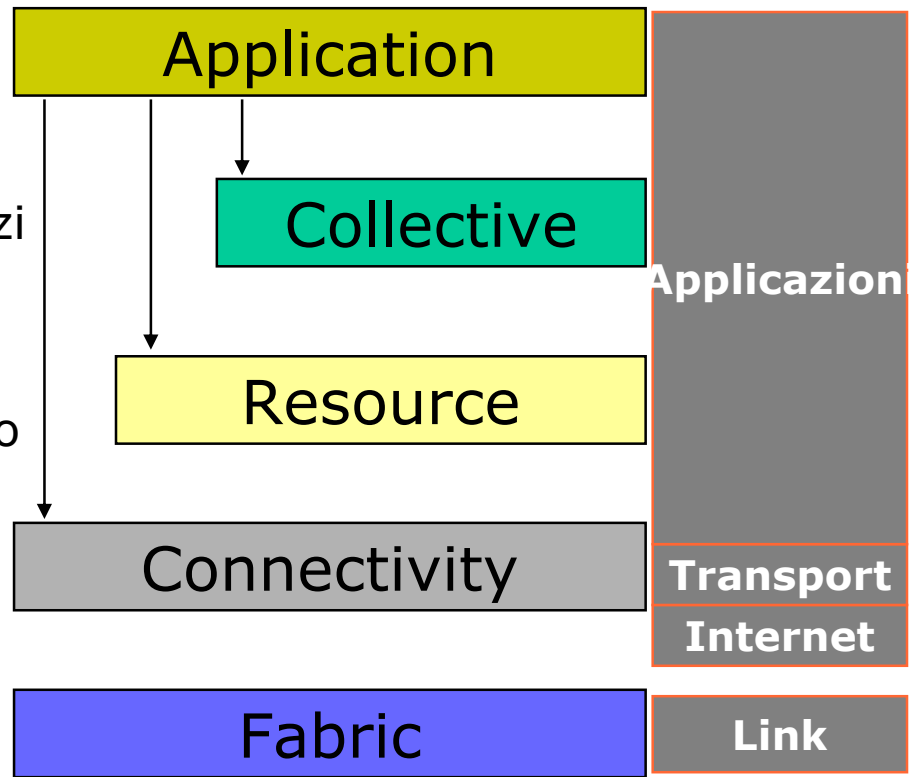 Application
zi
Collective
Applicazioni
Resource
o
Connectivity
Transport
Internet
Fabric
Link